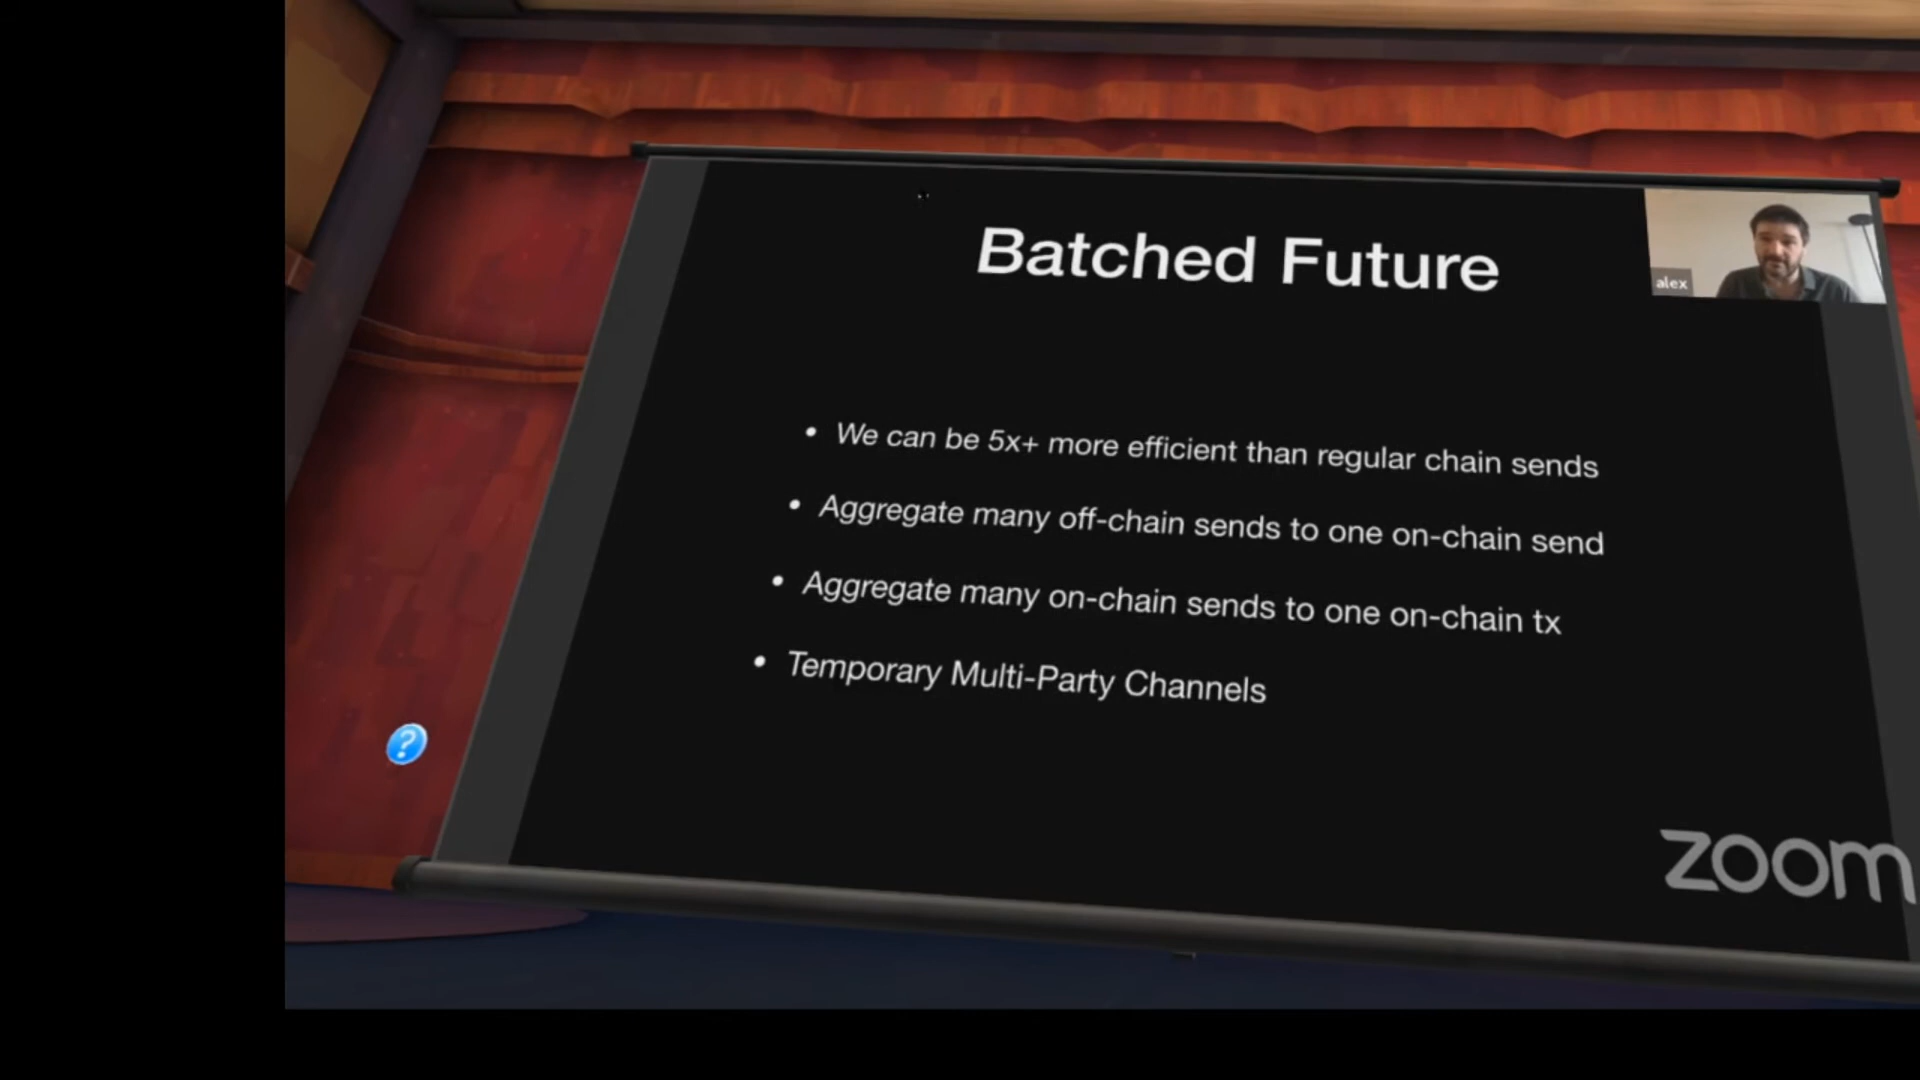 Batched Future
alex
• We can be 5x+ more efficient than regular chain sends
• Aggregate many off-chain sends to one on-chain send
• Aggregate many on-chain sends to one on-chain tx
• Temporary Multi-Party Channels
?
zoom